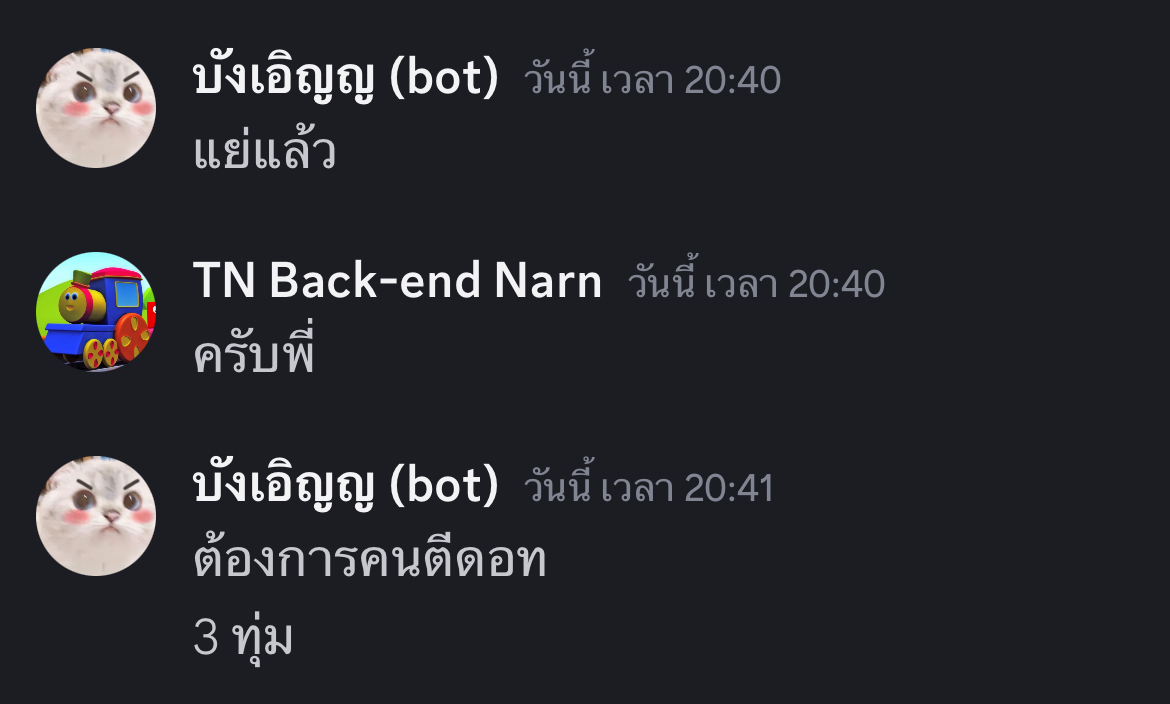 บังเอิญญ (bot) วันนี้ เวลา 20:40
แย่แล้ว
TN Back-end Narn วันนี้ เวลา 20:40
ครับพี่
บังเอิญญ (bot) วันนี้ เวลา 20:41
ต้องการคนตีดอท
3 ทุ่ม